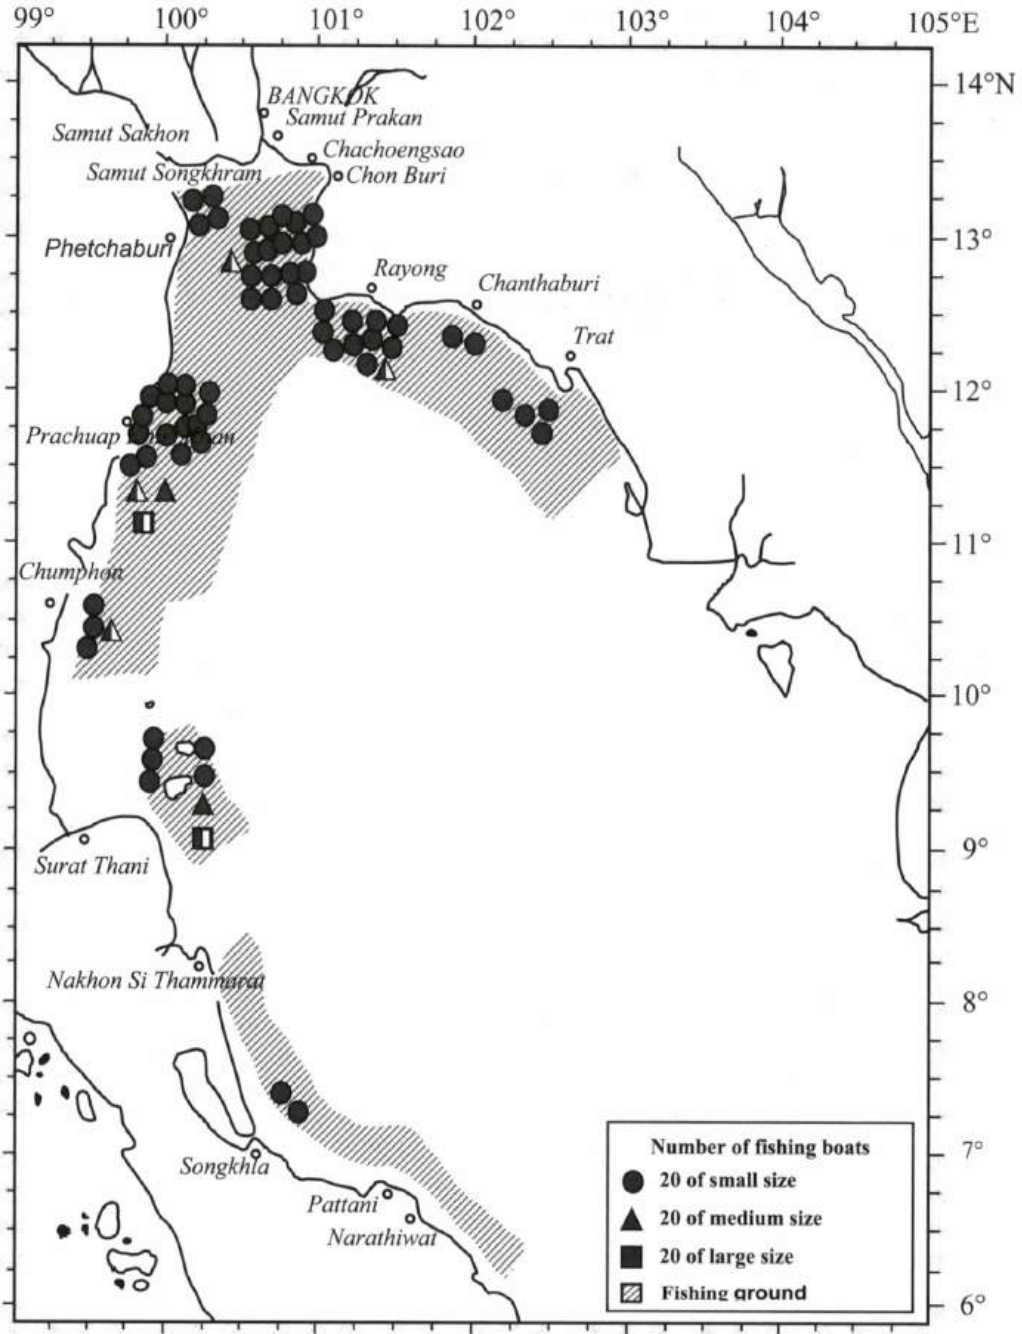 99° 100° 101° 102° 103° 104° 105°E
14°N
BANGKOK
Samut Prakan
Samut Sakhon
Chachoengsao
Samut Songkhram
Chon Buri
13°
Phetchaburi
Rayong
Chanthaburi
Trat
12°
Prachuap
11°
Chumphon
10°
9°
Surat Thani
Nakhon Si Thammarat
8°
7°
Number of fishing boats
Songkhla
20 of small size
Pattani
20 of medium size
Narathiwat
20 of large size
Fishing ground
6°